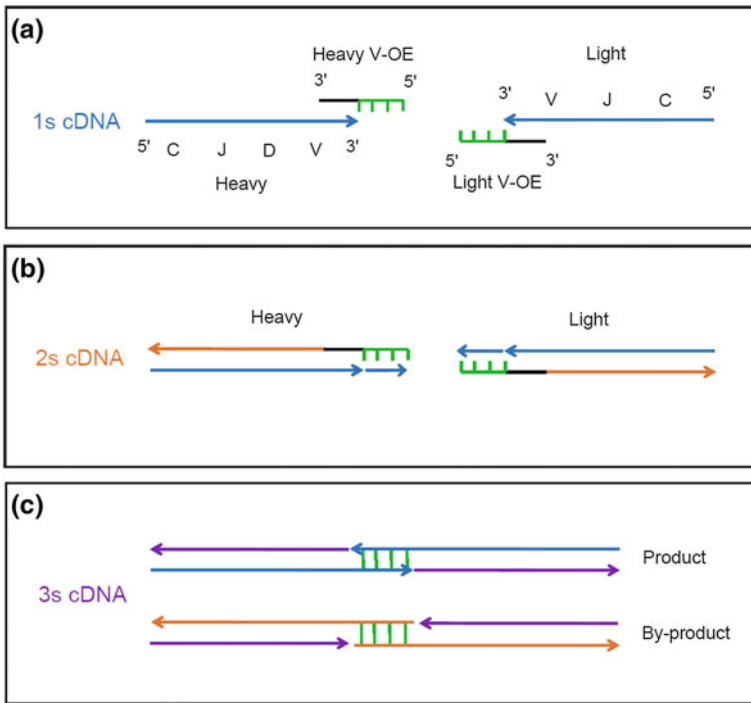 (a)
Heavy V-OE
Light
3' 5'
3' V J C 5'
1s cDNA
5' C J D V 3'
5' 3'
Heavy
Light V-OE
(b)
Heavy Light
2s cDNA
(c)
Product
3s cDNA
By-product